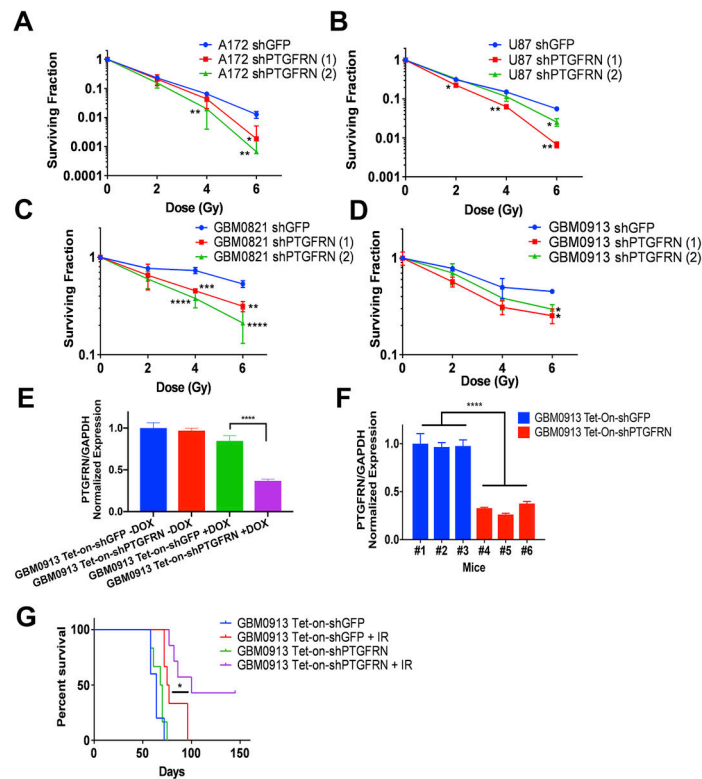 A
A172 shGFP
A172 shPTGFRN (1)
A172 shPTGFRN (2)
Surviving Fraction
1
0.1
0.01
0.001
0.0001
**
*
**
0 2 4 6
Dose (Gy)
B
U87 shGFP
U87 shPTGFRN (1)
U87 shPTGFRN (2)
Surviving Fraction
1
0.1
0.01
0.001
*
**
*
**
0 2 4 6
Dose (Gy)
C
GBM0821 shGFP
GBM0821 shPTGFRN (1)
GBM0821 shPTGFRN (2)
Surviving Fraction
1
0.1
***
****
**
****
0 2 4 6
Dose (Gy)
D
GBM0913 shGFP
GBM0913 shPTGFRN (1)
GBM0913 shPTGFRN (2)
Surviving Fraction
1
0.1
*
*
0 2 4 6
Dose (Gy)
E
PTGFRN/GAPDH
Normalized Expression
1.0
0.5
0.0
****
GBM0913 Tet-on-shGFP -DOX
GBM0913 Tet-on-shPTGFRN -DOX
GBM0913 Tet-on-shGFP +DOX
GBM0913 Tet-on-shPTGFRN +DOX
F
GBM0913 Tet-On-shGFP
GBM0913 Tet-On-shPTGFRN
PTGFRN/GAPDH
Normalized Expression
1.0
0.5
0.0
****
#1 #2 #3 #4 #5 #6
Mice
G
GBM0913 Tet-on-shGFP
GBM0913 Tet-on-shGFP + IR
GBM0913 Tet-on-shPTGFRN
GBM0913 Tet-on-shPTGFRN + IR
Percent survival
100
50
0
*
0 50 100 150
Days